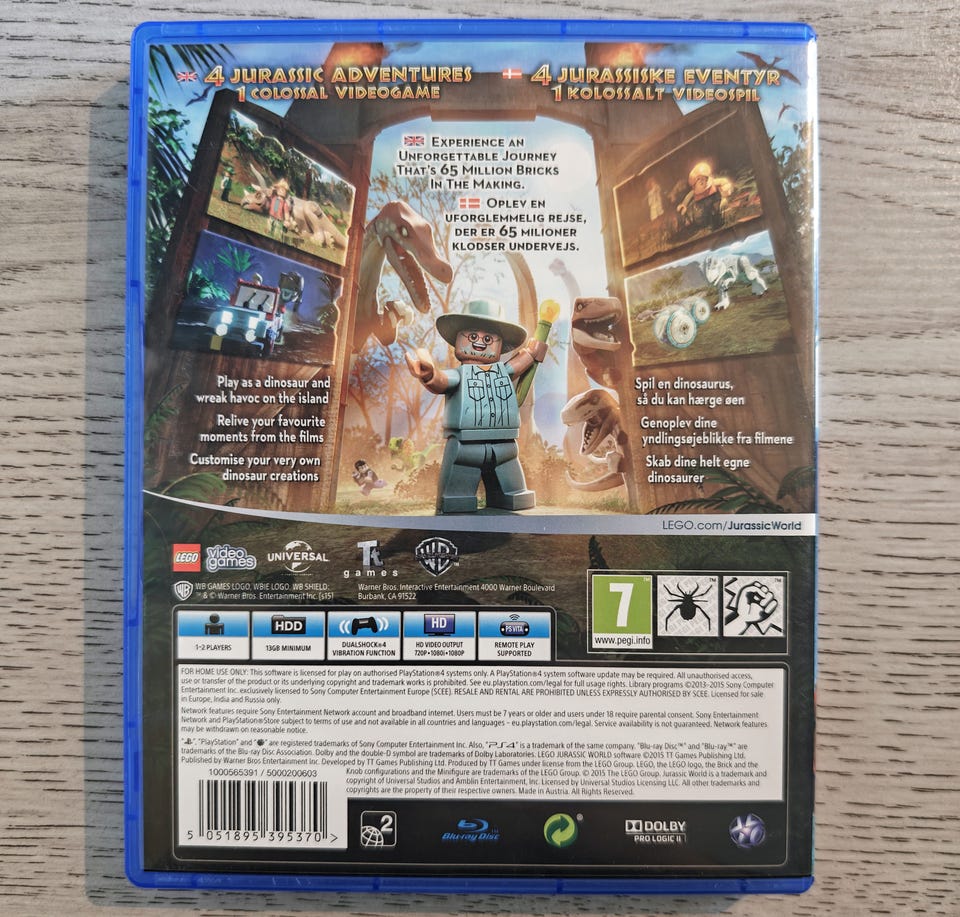 4 JURASSIC ADVENTURES
1 COLOSSAL VIDEOGAME
4 JURASSISKE EVENTYR
1 KOLOSSALT VIDEOSPIL
EXPERIENCE AN
UNFORGETTABLE JOURNEY
THAT'S 65 MILLION BRICKS
IN THE MAKING.
OPLEV EN
UFORGLEMMELIG REJSE,
DER ER 65 MILIONER
KLODSER UNDERVEJS.
Play as a dinosaur and
wreak havoc on the island
Relive your favourite
moments from the films
Customise your very own
dinosaur creations
Spil en dinosaurus,
så du kan hærge øen
Genoplev dine
yndlingsøjeblikke fra filmene
Skab dine helt egne
dinosaurer
LEGO.com/JurassicWorld
LEGO video games UNIVERSAL Tt games WB TM
WB GAMES LOGO, WBIE LOGO, WB SHIELD:
™ & © Warner Bros. Entertainment Inc. (s15)
Warner Bros. Interactive Entertainment 4000 Warner Boulevard
Burbank, CA 91522
7
www.pegi.info
1-2 PLAYERS
HDD
13GB MINIMUM
DUALSHOCK®4
VIBRATION FUNCTION
HD
HD VIDEO OUTPUT
720P•1080i•1080P
PS VITA
REMOTE PLAY
SUPPORTED
FOR HOME USE ONLY: This software is licensed for play on authorised PlayStation®4 systems only. A PlayStation®4 system software update may be required. All unauthorised access,
use or transfer of the product or its underlying copyright and trademark works is prohibited. See eu.playstation.com/legal for full usage rights. Library programs ©2013-2015 Sony Computer
Entertainment Inc. exclusively licensed to Sony Computer Entertainment Europe (SCEE). RESALE AND RENTAL ARE PROHIBITED UNLESS EXPRESSLY AUTHORISED BY SCEE. Licensed for sale
in Europe, India and Russia only.
Network features require Sony Entertainment Network account and broadband internet. Users must be 7 years or older and users under 18 require parental consent. Sony Entertainment
Network and PlayStation®Store subject to terms of use and not available in all countries and languages - eu.playstation.com/legal. Service availability is not guaranteed. Network features
may be withdrawn on reasonable notice.
"PlayStation" and are registered trademarks of Sony Computer Entertainment Inc. Also, "PS4" is a trademark of the same company. "Blu-ray Disc™" and "Blu-ray™" are
trademarks of the Blu-ray Disc Association. Dolby and the double-D symbol are trademarks of Dolby Laboratories. LEGO JURASSIC WORLD software ©2015 TT Games Publishing Ltd.
Published by Warner Bros Entertainment Inc. Developed by TT Games Publishing Ltd. Produced by TT Games under license from the LEGO Group. LEGO, the LEGO logo, the Brick and the
Knob configurations and the Minifigure are trademarks of the LEGO Group. © 2015 The LEGO Group. Jurassic World is a trademark and
copyright of Universal Studios and Amblin Entertainment, Inc. Licensed by Universal Studios Licensing LLC. All other trademarks and
copyrights are the property of their respective owners. Made in Austria. All Rights Reserved.
1000565391 / 5000200603
5 051895 395370 >
2
Blu-ray Disc
DOLBY
PRO LOGIC II